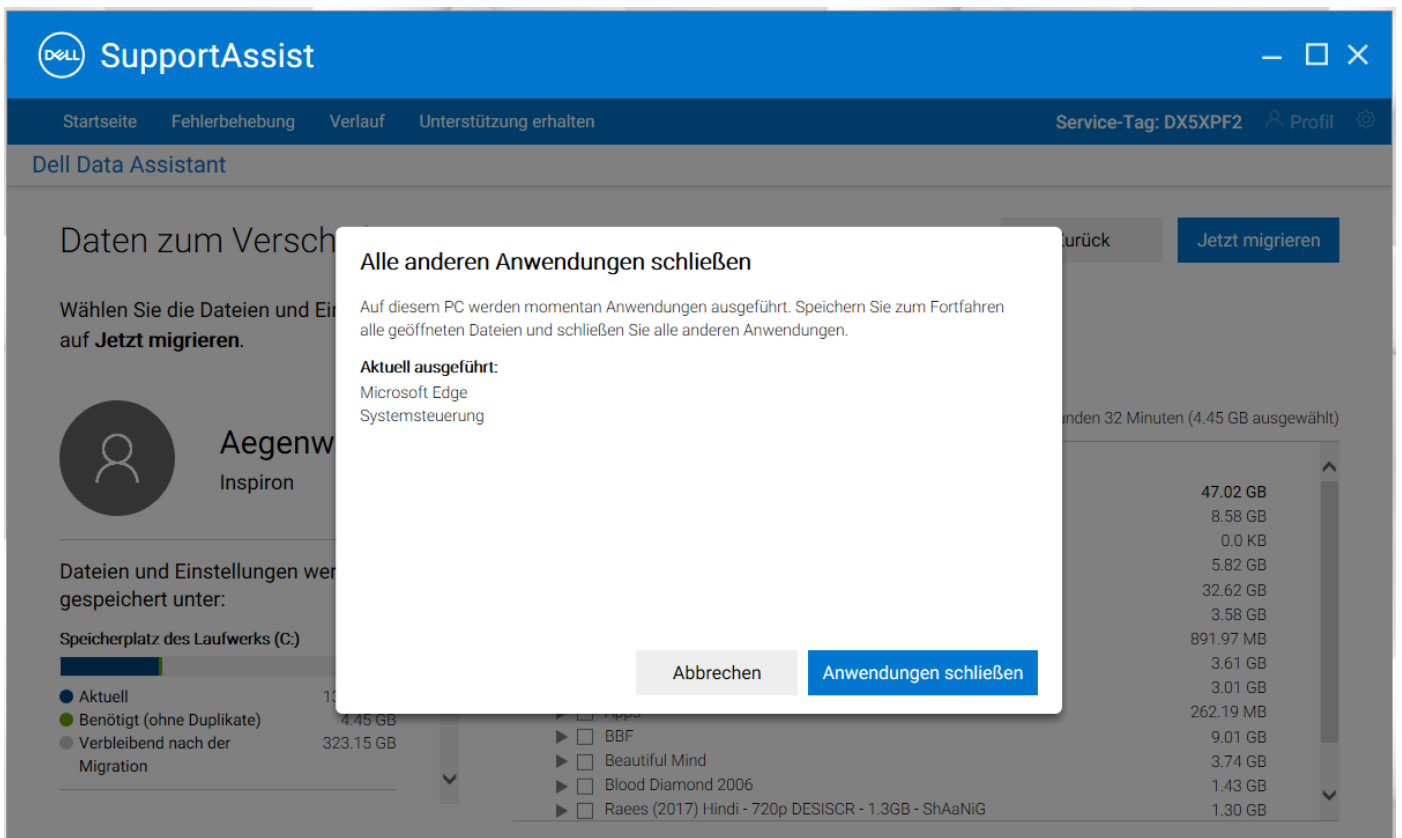 DELL SupportAssist
Startseite Fehlerbehebung Verlauf Unterstützung erhalten Service-Tag: DX5XPF2 Profil
Dell Data Assistant
Daten zum Versch
Jetzt migrieren
Wählen Sie die Dateien und
auf Jetzt migrieren.
Alle anderen Anwendungen schließen
Auf diesem PC werden momentan Anwendungen ausgeführt. Speichern Sie zum Fortfahren
alle geöffneten Dateien und schließen Sie alle anderen Anwendungen.
Aktuell ausgeführt:
Microsoft Edge
Systemsteuerung
Abbrechen Anwendungen schließen
Aegenw
Inspiron
32 Minuten (4.45 GB ausgewählt)
Dateien und Einstellungen wer
gespeichert unter:
Speicherplatz des Laufwerks (C:)
Aktuell
Benötigt (ohne Duplikate) 4.45 GB
Verbleibend nach der 323.15 GB
Migration
47.02 GB
8.58 GB
0.0 KB
5.82 GB
32.62 GB
3.58 GB
891.97 MB
3.61 GB
3.01 GB
Apps 262.19 MB
BBF 9.01 GB
Beautiful Mind 3.74 GB
Blood Diamond 2006 1.43 GB
Raees (2017) Hindi - 720p DESISCR - 1.3GB - ShAaNiG 1.30 GB